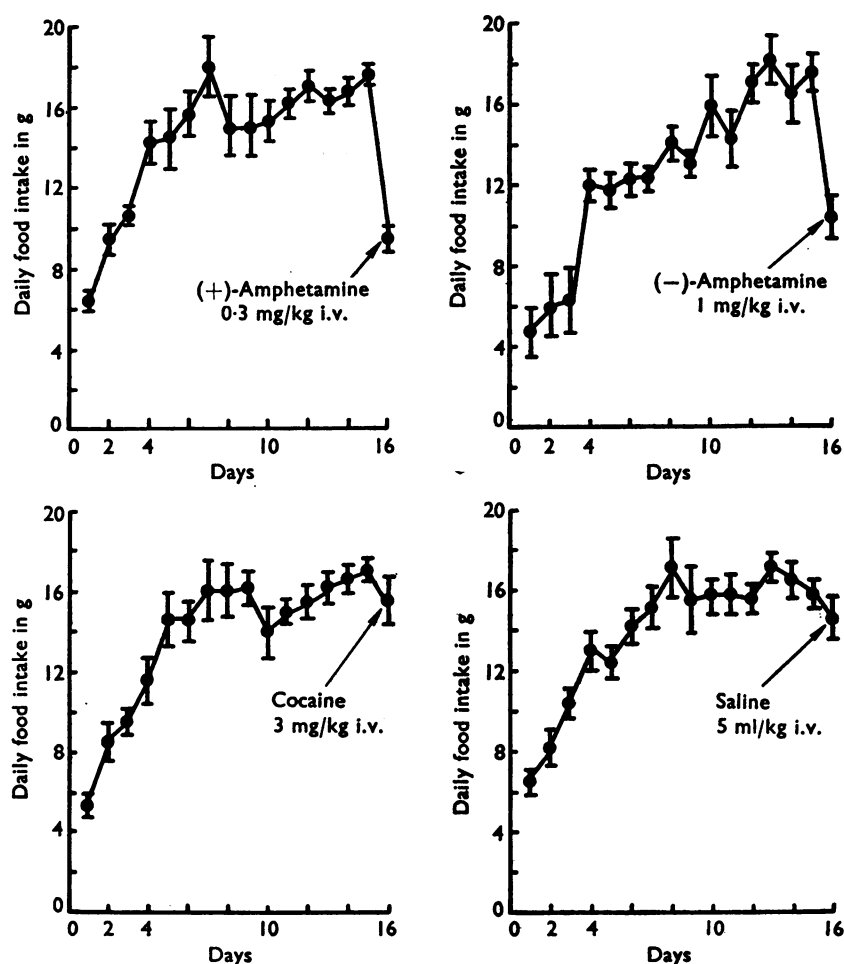 20
16
12
8
4
0
Daily food intake in g
(+)-Amphetamine
0·3 mg/kg i.v.
0 2 4 10 16
Days
20
16
12
8
4
0
Daily food intake in g
(−)-Amphetamine
1 mg/kg i.v.
0 2 4 10 16
Days
20
16
12
8
4
0
Daily food intake in g
Cocaine
3 mg/kg i.v.
0 2 4 10 16
Days
20
16
12
8
4
0
Daily food intake in g
Saline
5 ml/kg i.v.
0 2 4 10 16
Days